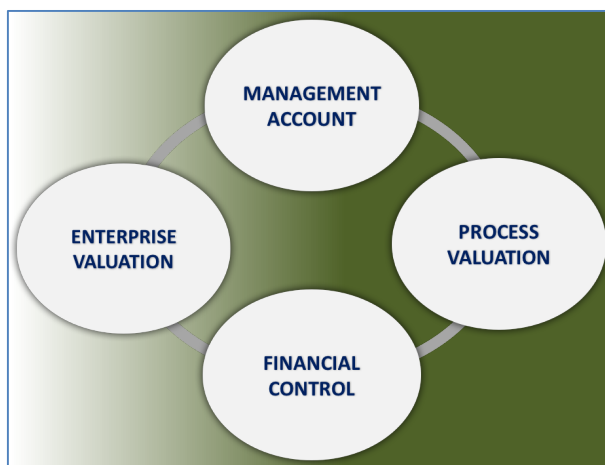 MANAGEMENT
ACCOUNT
ENTERPRISE
VALUATION
PROCESS
VALUATION
FINANCIAL
CONTROL